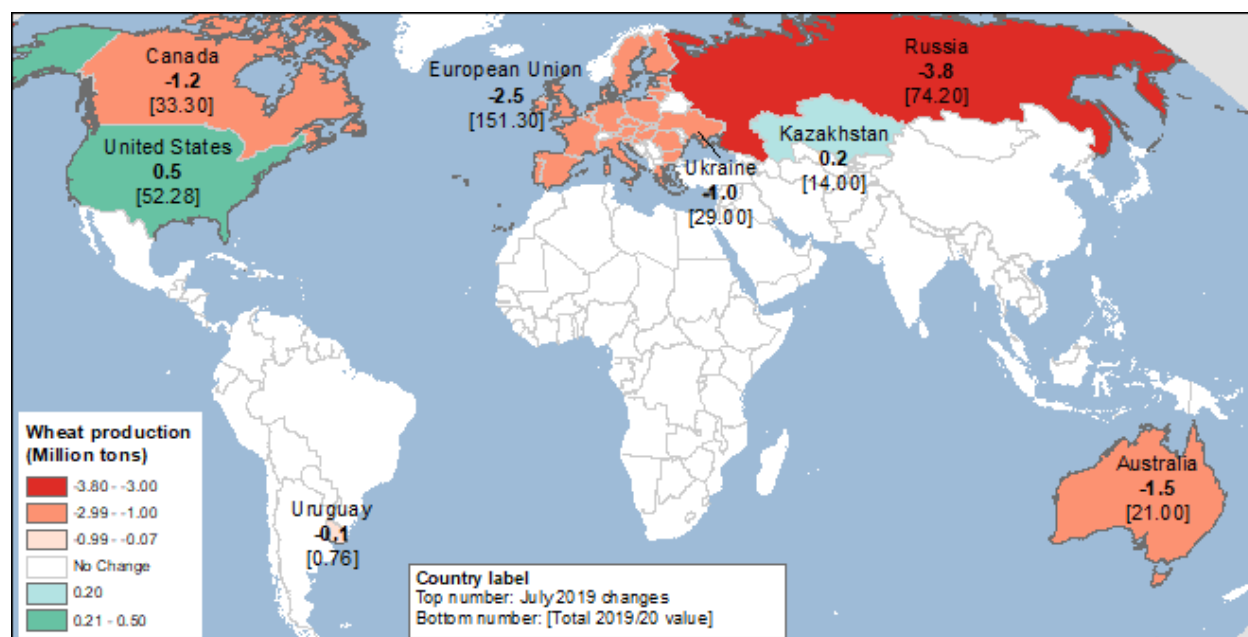 Canada
-1.2
[33.30]
United States
0.5
[52.28]
European Union
-2.5
[151.30]
Russia
-3.8
[74.20]
Kazakhstan
0.2
[14.00]
Ukraine
-1.0
[29.00]
Uruguay
-0.1
[0.76]
Australia
-1.5
[21.00]
Wheat production
(Million tons)
-3.80 - -3.00
-2.99 - -1.00
-0.99 - -0.07
No Change
0.20
0.21 - 0.50
Country label
Top number: July 2019 changes
Bottom number: [Total 2019/20 value]